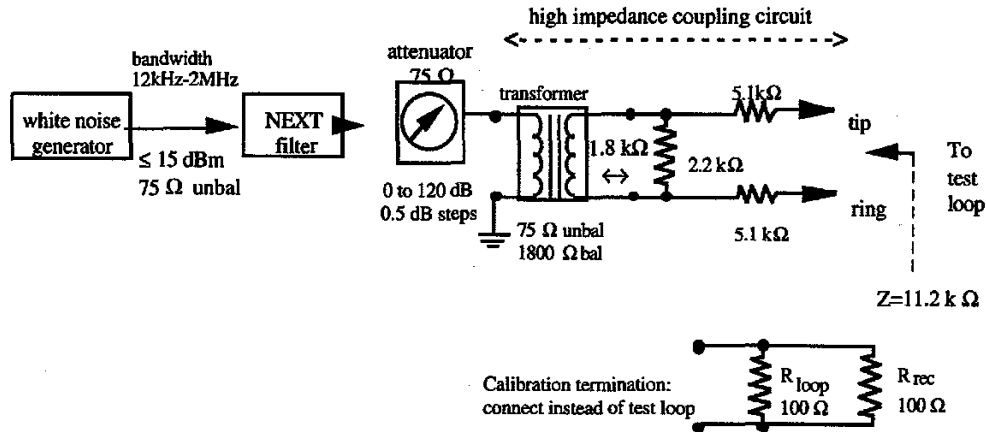 high impedance coupling circuit
bandwidth
12kHz-2MHz
attenuator
75 Ω
white noise
generator
≤ 15 dBm
75 Ω unbal
NEXT
filter
0 to 120 dB
0.5 dB steps
transformer
75 Ω unbal
1800 Ω bal
1.8 kΩ
2.2 kΩ
5.1kΩ
5.1 kΩ
tip
ring
To
test
loop
Z=11.2 k Ω
Calibration termination:
connect instead of test loop
R loop
100 Ω
R rec
100 Ω